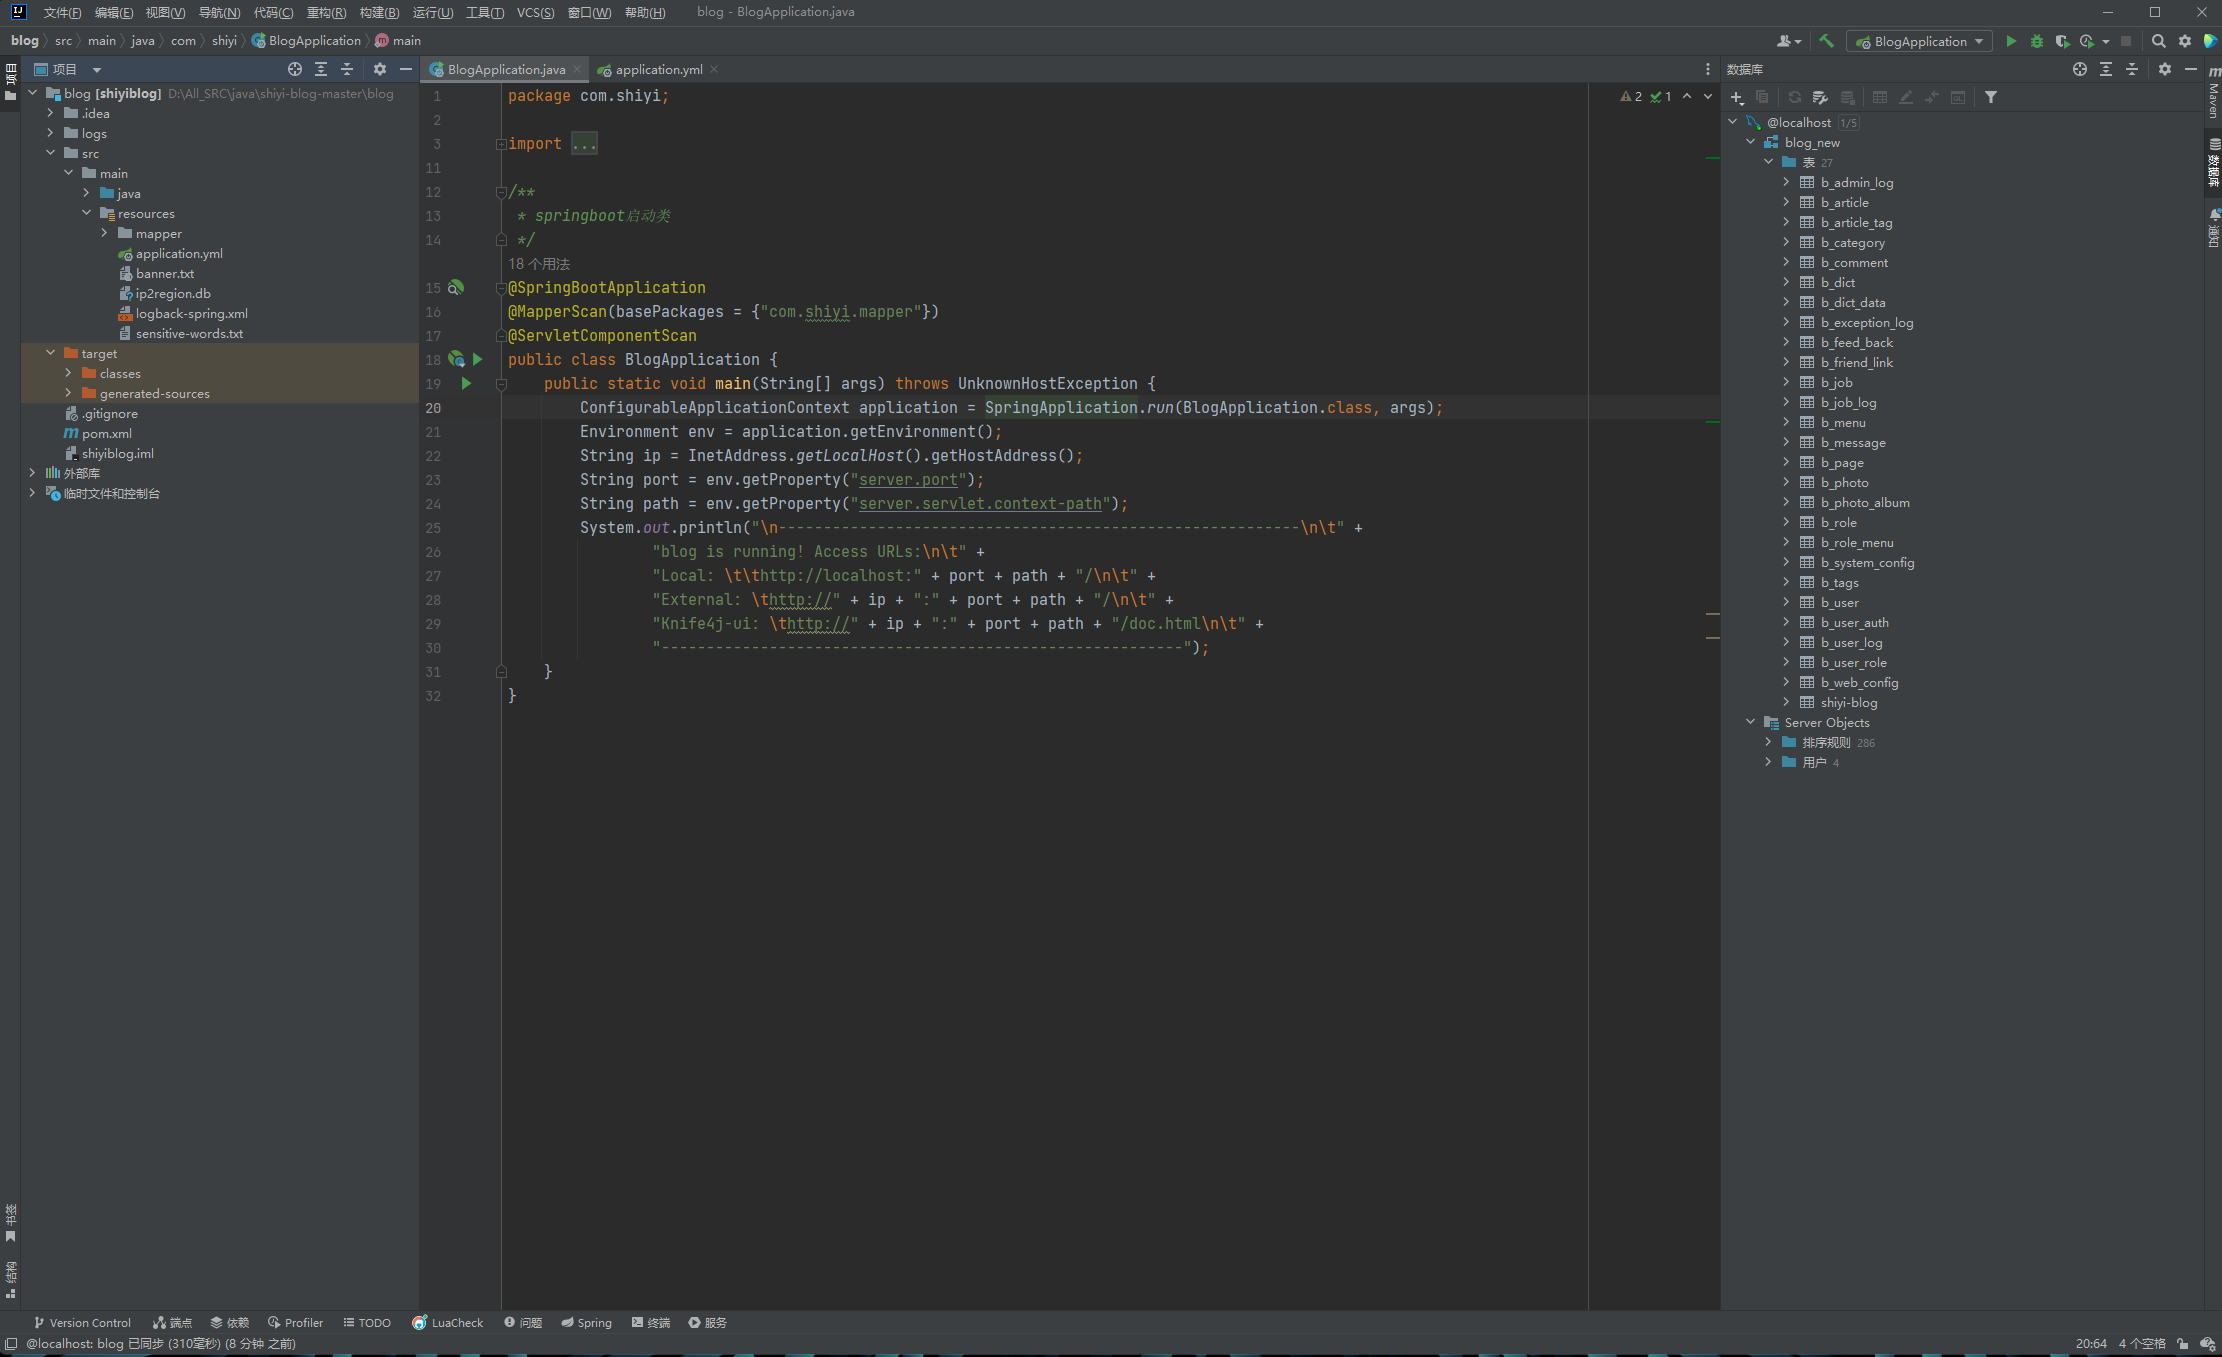 文件(F) 编辑(E) 视图(V) 导航(N) 代码(C) 重构(R) 构建(B) 运行(U) 工具(T) VCS(S) 窗口(W) 帮助(H) blog - BlogApplication.java
blog src main java com shiyi BlogApplication main
BlogApplication
项目
BlogApplication.java application.yml
数据库
项目
blog [shiyiblog] D:\All_SRC\java\shiyi-blog-master\blog
.idea
logs
src
main
java
resources
mapper
application.yml
banner.txt
ip2region.db
logback-spring.xml
sensitive-words.txt
target
classes
generated-sources
.gitignore
pom.xml
shiyiblog.iml
外部库
临时文件和控制台
书签
结构
2 1
1 package com.shiyi;
2
3 import ...
11
12 /**
13 * springboot启动类
14 */
18 个用法
15 @SpringBootApplication
16 @MapperScan(basePackages = {"com.shiyi.mapper"})
17 @ServletComponentScan
18 public class BlogApplication {
19 public static void main(String[] args) throws UnknownHostException {
20 ConfigurableApplicationContext application = SpringApplication.run(BlogApplication.class, args);
21 Environment env = application.getEnvironment();
22 String ip = InetAddress.getLocalHost().getHostAddress();
23 String port = env.getProperty("server.port");
24 String path = env.getProperty("server.servlet.context-path");
25 System.out.println("\n----------------------------------------------------------\n\t" +
26 "blog is running! Access URLs:\n\t" +
27 "Local: \t\thttp://localhost:" + port + path + "/\n\t" +
28 "External: \thttp://" + ip + ":" + port + path + "/\n\t" +
29 "Knife4j-ui: \thttp://" + ip + ":" + port + path + "/doc.html\n\t" +
30 "----------------------------------------------------------");
31 }
32 }
@localhost 1/5
blog_new
表 27
b_admin_log
b_article
b_article_tag
b_category
b_comment
b_dict
b_dict_data
b_exception_log
b_feed_back
b_friend_link
b_job
b_job_log
b_menu
b_message
b_page
b_photo
b_photo_album
b_role
b_role_menu
b_system_config
b_tags
b_user
b_user_auth
b_user_log
b_user_role
b_web_config
shiyi-blog
Server Objects
排序规则 286
用户 4
Maven
数据库
通知
Version Control 端点 依赖 Profiler TODO LuaCheck 问题 Spring 终端 服务
@localhost: blog 已同步 (310毫秒) (8 分钟 之前)
20:64 4 个空格